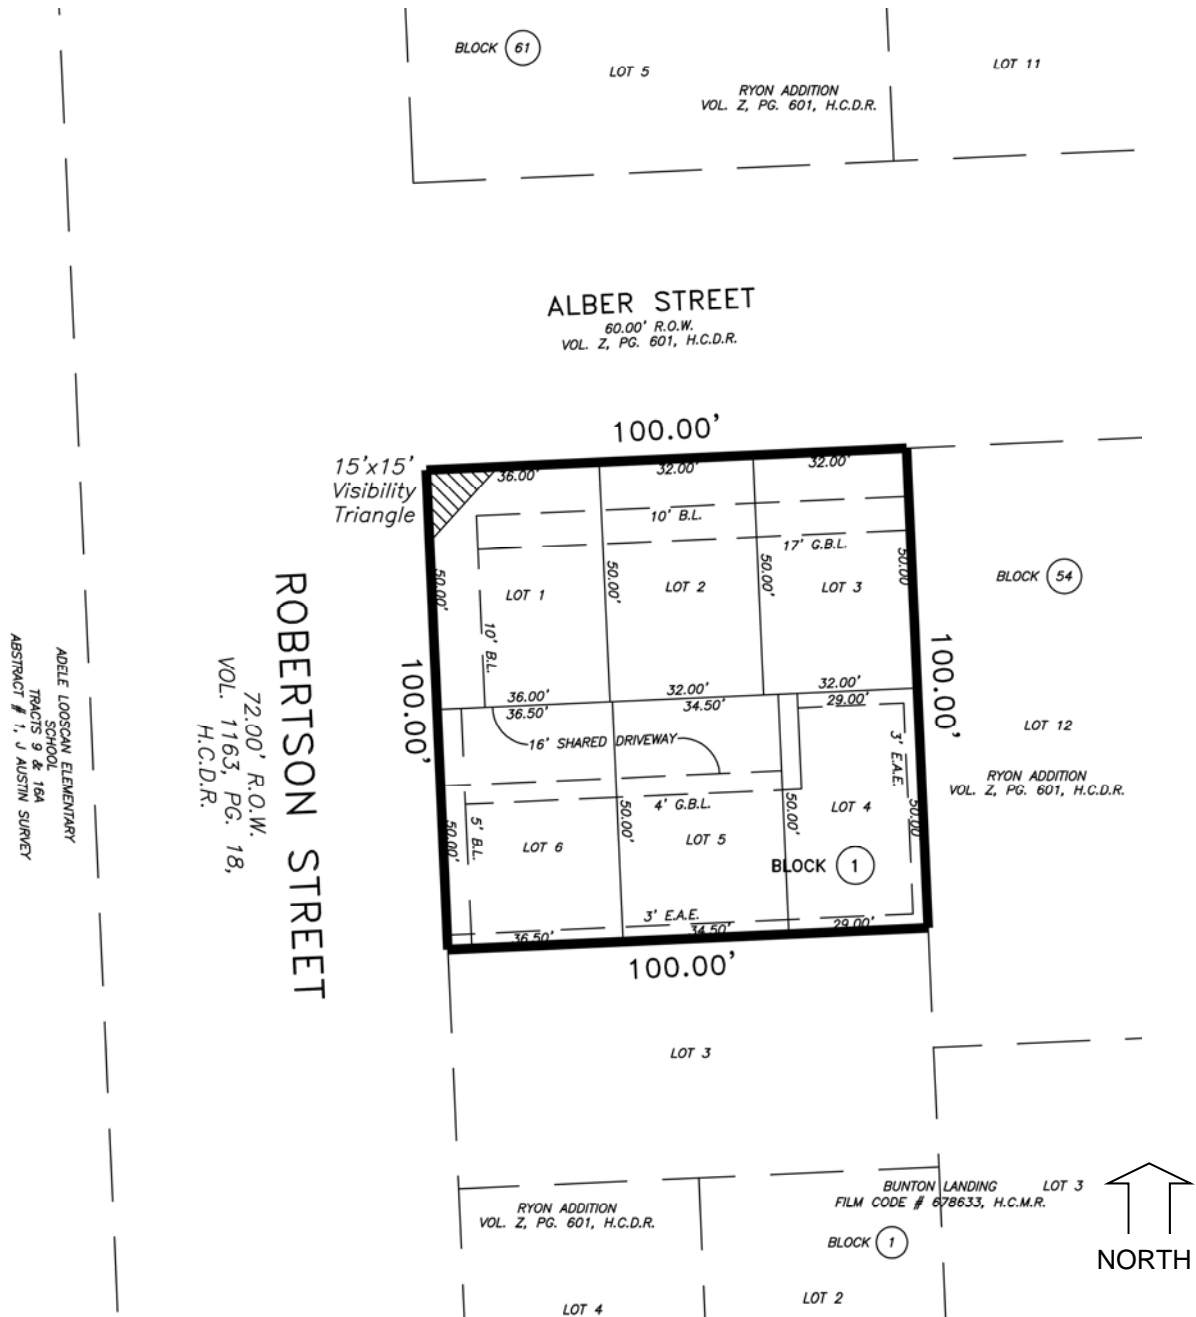 BLOCK 61
LOT 5
LOT 11
RYON ADDITION
VOL. Z, PG. 601, H.C.D.R.
ALBER STREET
60.00' R.O.W.
VOL. Z, PG. 601, H.C.D.R.
100.00'
15'x15'
Visibility
Triangle
36.00'
32.00'
32.00'
10' B.L.
17' G.B.L.
50.00'
50.00'
50.00'
50.00
LOT 1
LOT 2
LOT 3
10' B.L.
BLOCK 54
ROBERTSON STREET
72.00' R.O.W.
VOL. 1163, PG. 18,
H.C.D.R.
ADELE LOOSCAN ELEMENTARY
SCHOOL
TRACTS 9 & 16A
ABSTRACT # 1, J AUSTIN SURVEY
100.00'
100.00'
36.00'
32.00'
32.00'
36.50'
34.50'
29.00'
16' SHARED DRIVEWAY
3' E.A.E.
LOT 12
RYON ADDITION
VOL. Z, PG. 601, H.C.D.R.
4' G.B.L.
50.00'
5' B.L.
50.00'
50.00'
50.00
LOT 6
LOT 5
LOT 4
BLOCK 1
3' E.A.E.
36.50'
34.50'
29.00'
100.00'
LOT 3
RYON ADDITION
VOL. Z, PG. 601, H.C.D.R.
BUNTON LANDING
FILM CODE # 678633, H.C.M.R.
LOT 3
BLOCK 1
LOT 4
LOT 2
NORTH